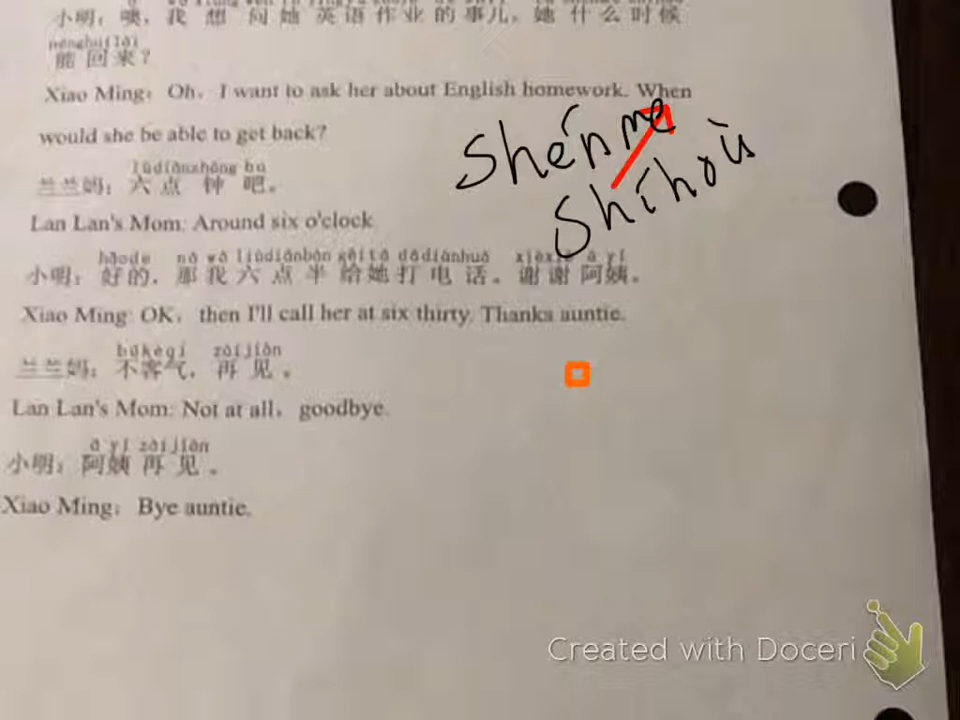 小明：噢，我 想 问 她 英语 作业 的 事儿，她 什么 时候
nénghuílái
能 回 来？
Xiao Ming: Oh, I want to ask her about English homework. When
would she be able to get back?
Shénme
Shíhoù
liùdiǎnzhōng ba
兰兰妈：六 点 钟 吧。
Lan Lan's Mom: Around six o'clock
hǎode nà wǒ liùdiǎnbàn gěitā dǎdiànhuà xièxiè ā yí
小明：好的，那 我 六 点 半 给她 打 电 话。谢谢 阿姨。
Xiao Ming: OK, then I'll call her at six thirty. Thanks auntie.
búkèqì zàijiàn
兰兰妈：不客气，再 见。
Lan Lan's Mom: Not at all, goodbye.
ā yí zàijiàn
小明：阿姨 再 见。
Xiao Ming: Bye auntie.
Created with Doceri